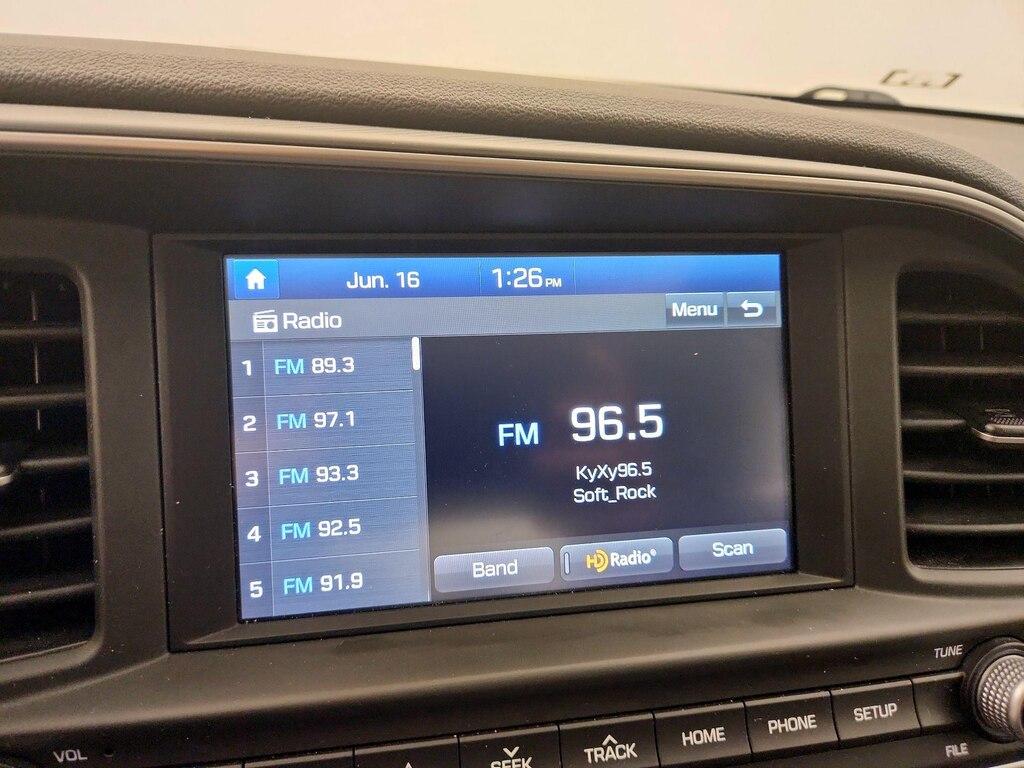 Jun. 16 1:26 PM
Radio Menu
1 FM 89.3
2 FM 97.1
3 FM 93.3
4 FM 92.5
5 FM 91.9
FM 96.5
KyXy96.5
Soft_Rock
Band HD Radio® Scan
TUNE
VOL
SEEK TRACK HOME PHONE SETUP
FILE